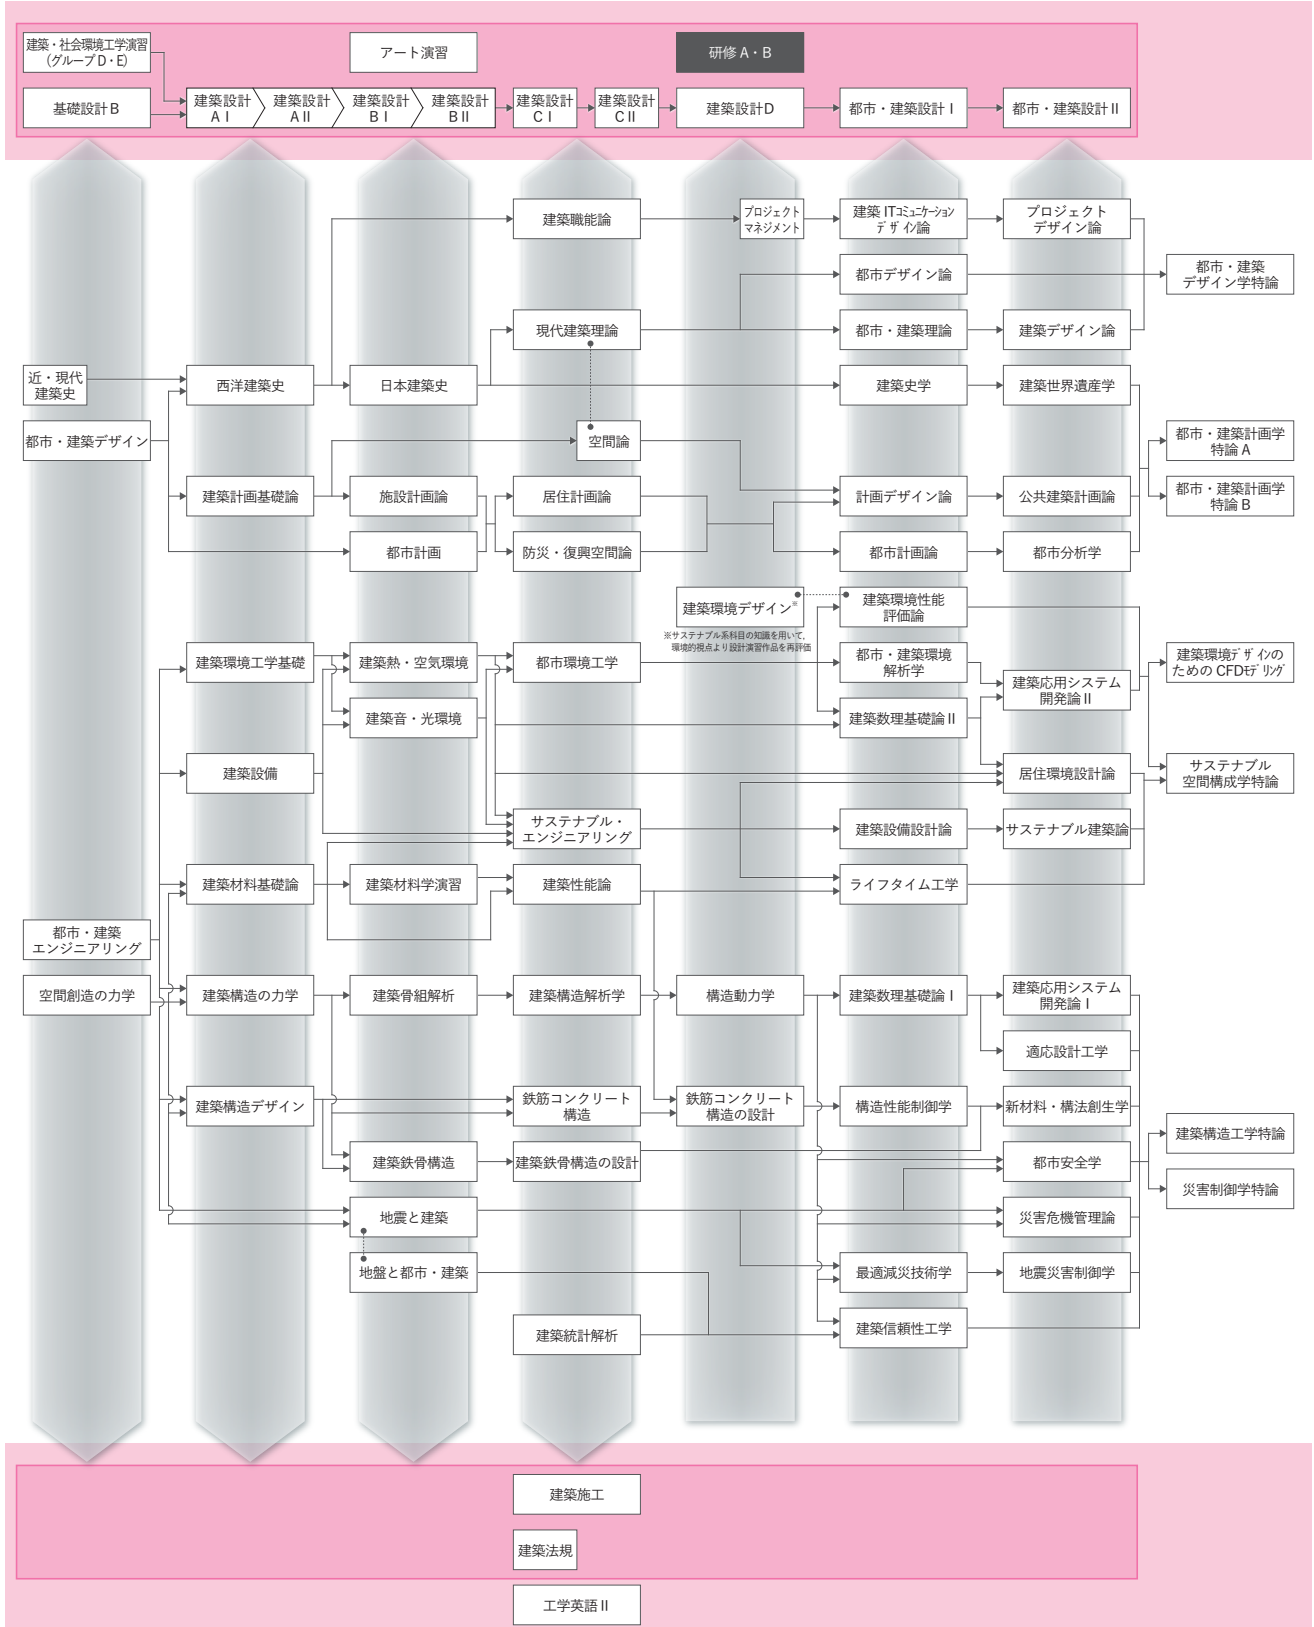 建築・社会環境工学演習
（グループD・E）
アート演習
研修 A・B
基礎設計 B
建築設計
A I
建築設計
A II
建築設計
B I
建築設計
B II
建築設計
C I
建築設計
C II
建築設計 D
都市・建築設計 I
都市・建築設計 II
建築職能論
プロジェクト
マネジメント
建築 ITコミュニケーション
デザイン論
プロジェクト
デザイン論
都市デザイン論
都市・建築
デザイン学特論
現代建築理論
都市・建築理論
建築デザイン論
近・現代
建築史
西洋建築史
日本建築史
建築史学
建築世界遺産学
都市・建築デザイン
空間論
都市・建築計画学
特論 A
建築計画基礎論
施設計画論
居住計画論
計画デザイン論
公共建築計画論
都市・建築計画学
特論 B
都市計画
防災・復興空間論
都市計画論
都市分析学
建築環境デザイン※
建築環境性能
評価論
※サステナブル系科目の知識を用いて、
環境的視点より設計演習作品を再評価
建築環境工学基礎
建築熱・空気環境
都市環境工学
都市・建築環境
解析学
建築応用システム
開発論 II
建築環境デザインの
ための CFDモデリング
建築音・光環境
建築数理基礎論 II
建築設備
居住環境設計論
サステナブル
空間構成学特論
サステナブル・
エンジニアリング
建築設備設計論
サステナブル建築論
建築材料基礎論
建築材料学演習
建築性能論
ライフタイム工学
都市・建築
エンジニアリング
空間創造の力学
建築構造の力学
建築骨組解析
建築構造解析学
構造動力学
建築数理基礎論 I
建築応用システム
開発論 I
適応設計工学
建築構造デザイン
鉄筋コンクリート
構造
鉄筋コンクリート
構造の設計
構造性能制御学
新材料・構法創生学
建築構造工学特論
建築鉄骨構造
建築鉄骨構造の設計
都市安全学
災害制御学特論
地震と建築
災害危機管理論
地盤と都市・建築
最適減災技術学
地震災害制御学
建築統計解析
建築信頼性工学
建築施工
建築法規
工学英語 II